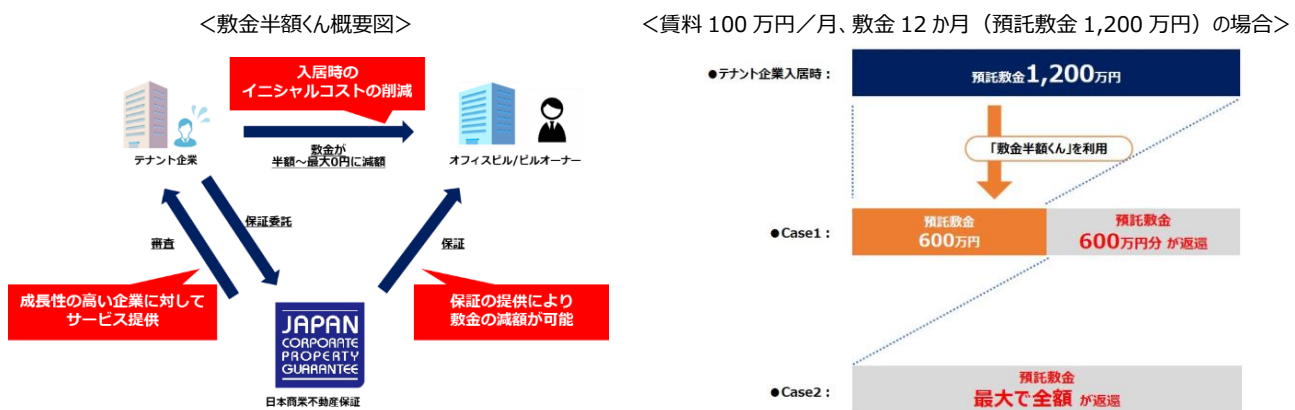 ＜敷金半額くん概要図＞
入居時の
イニシャルコストの削減
テナント企業
敷金が
半額～最大0円に減額
オフィスビル/ビルオーナー
審査
保証委託
保証
成長性の高い企業に対して
サービス提供
保証の提供により
敷金の減額が可能
JAPAN
CORPORATE
PROPERTY
GUARANTEE
日本商業不動産保証
＜賃料 100 万円／月、敷金 12 か月（預託敷金 1,200 万円）の場合＞
●テナント企業入居時：
預託敷金1,200万円
「敷金半額くん」を利用
●Case1：
預託敷金
600万円
預託敷金
600万円分 が返還
●Case2：
預託敷金
最大で全額 が返還